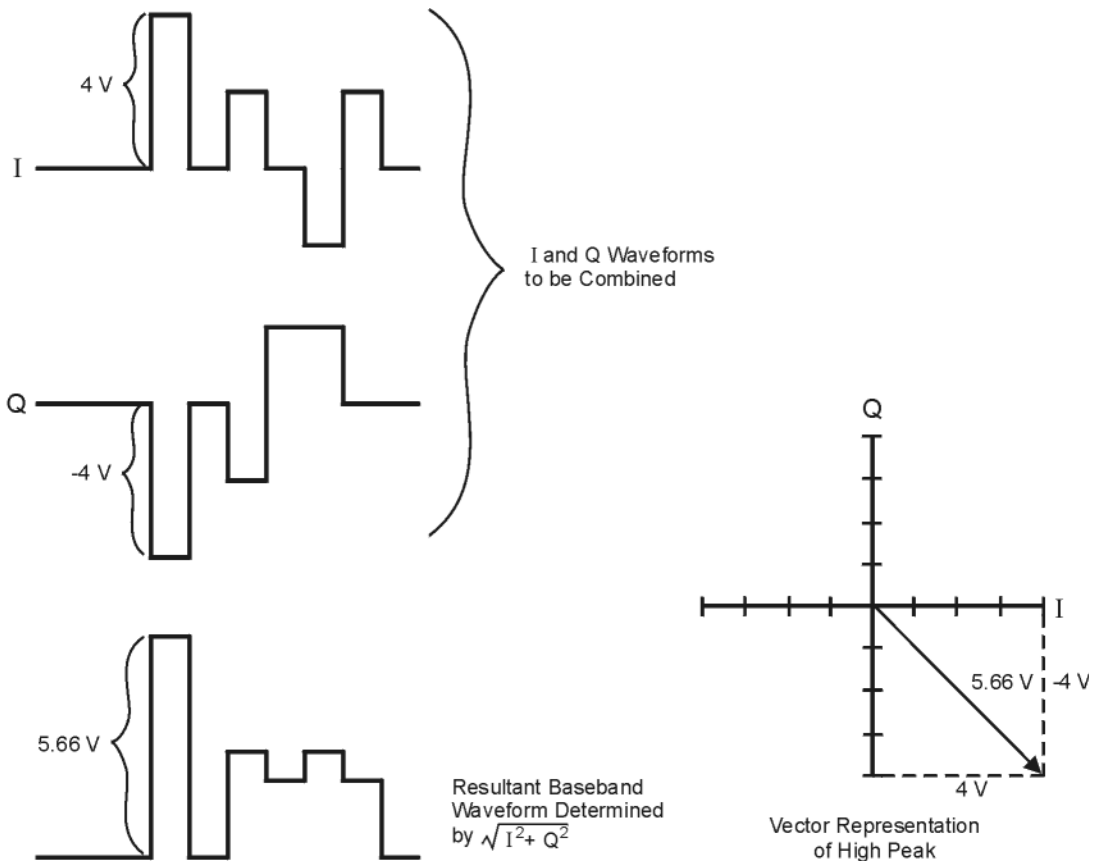 4 V
I
I and Q Waveforms
to be Combined
Q
-4 V
Q
I
5.66 V
-4 V
4 V
5.66 V
Resultant Baseband
Waveform Determined
by √I²+ Q²
Vector Representation
of High Peak